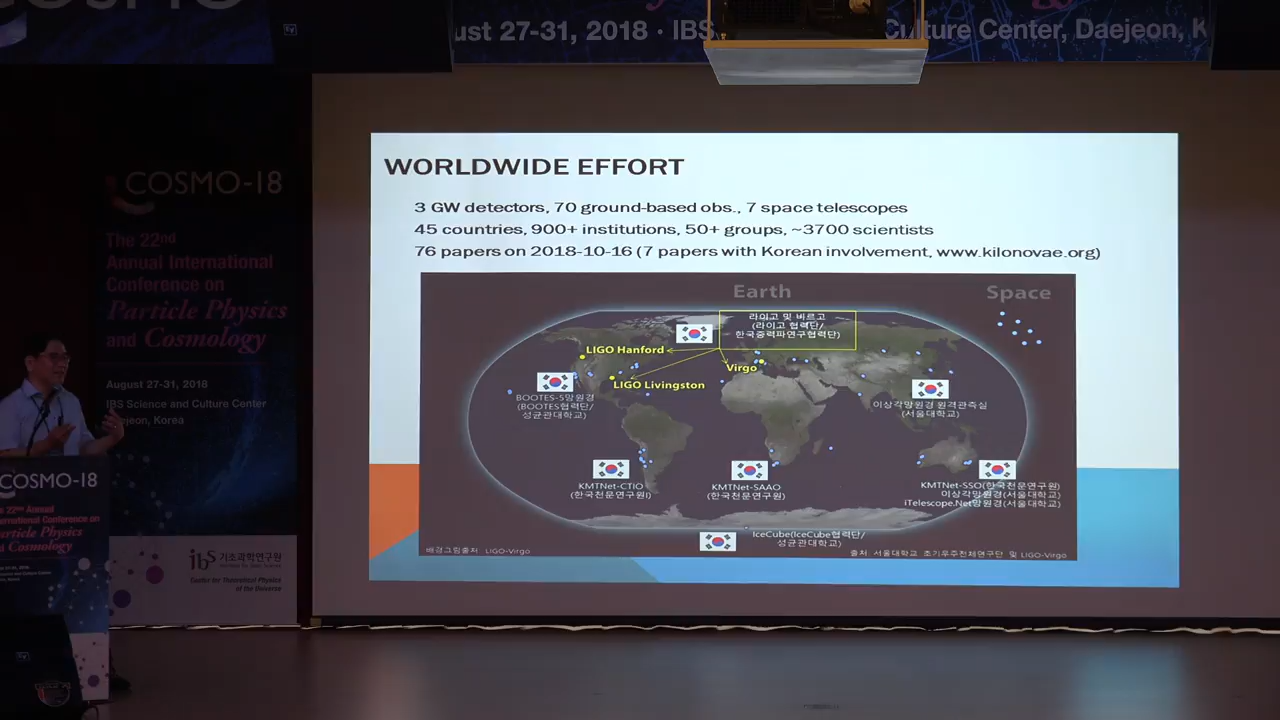 ust 27-31, 2018 · IBS
Culture Center, Daejeon, K
COSMO-18
The 22nd
Annual International
Conference on
Particle Physics
and Cosmology
August 27-31, 2018
IBS Science and Culture Center
ejeon, Korea
WORLDWIDE EFFORT
3 GW detectors, 70 ground-based obs., 7 space telescopes
45 countries, 900+ institutions, 50+ groups, ~3700 scientists
76 papers on 2018-10-16 (7 papers with Korean involvement, www.kilonovae.org)
Earth
Space
라이고 및 비르고
(라이고 협력단/
한국중력파연구협력단)
LIGO Hanford
Virgo
LIGO Livingston
BOOTES-5망원경
(BOOTES협력단/
성균관대학교)
이상각망원경 원격관측실
(서울대학교)
KMTNet-CTIO
(한국천문연구원)
KMTNet-SAAO
(한국천문연구원)
KMTNet-SSO(한국천문연구원)
이상각망원경(서울대학교)
iTelescope.Net망원경(서울대학교)
IceCube(IceCube협력단/
성균관대학교)
배경그림출처: LIGO-Virgo
출처: 서울대학교 초기우주천체연구단 및 LIGO-Virgo
COSMO-18
22nd Annual
ternational Conference on
article Physics
Cosmology
ibs 기초과학연구원
Center for Theoretical Physics
of the Universe